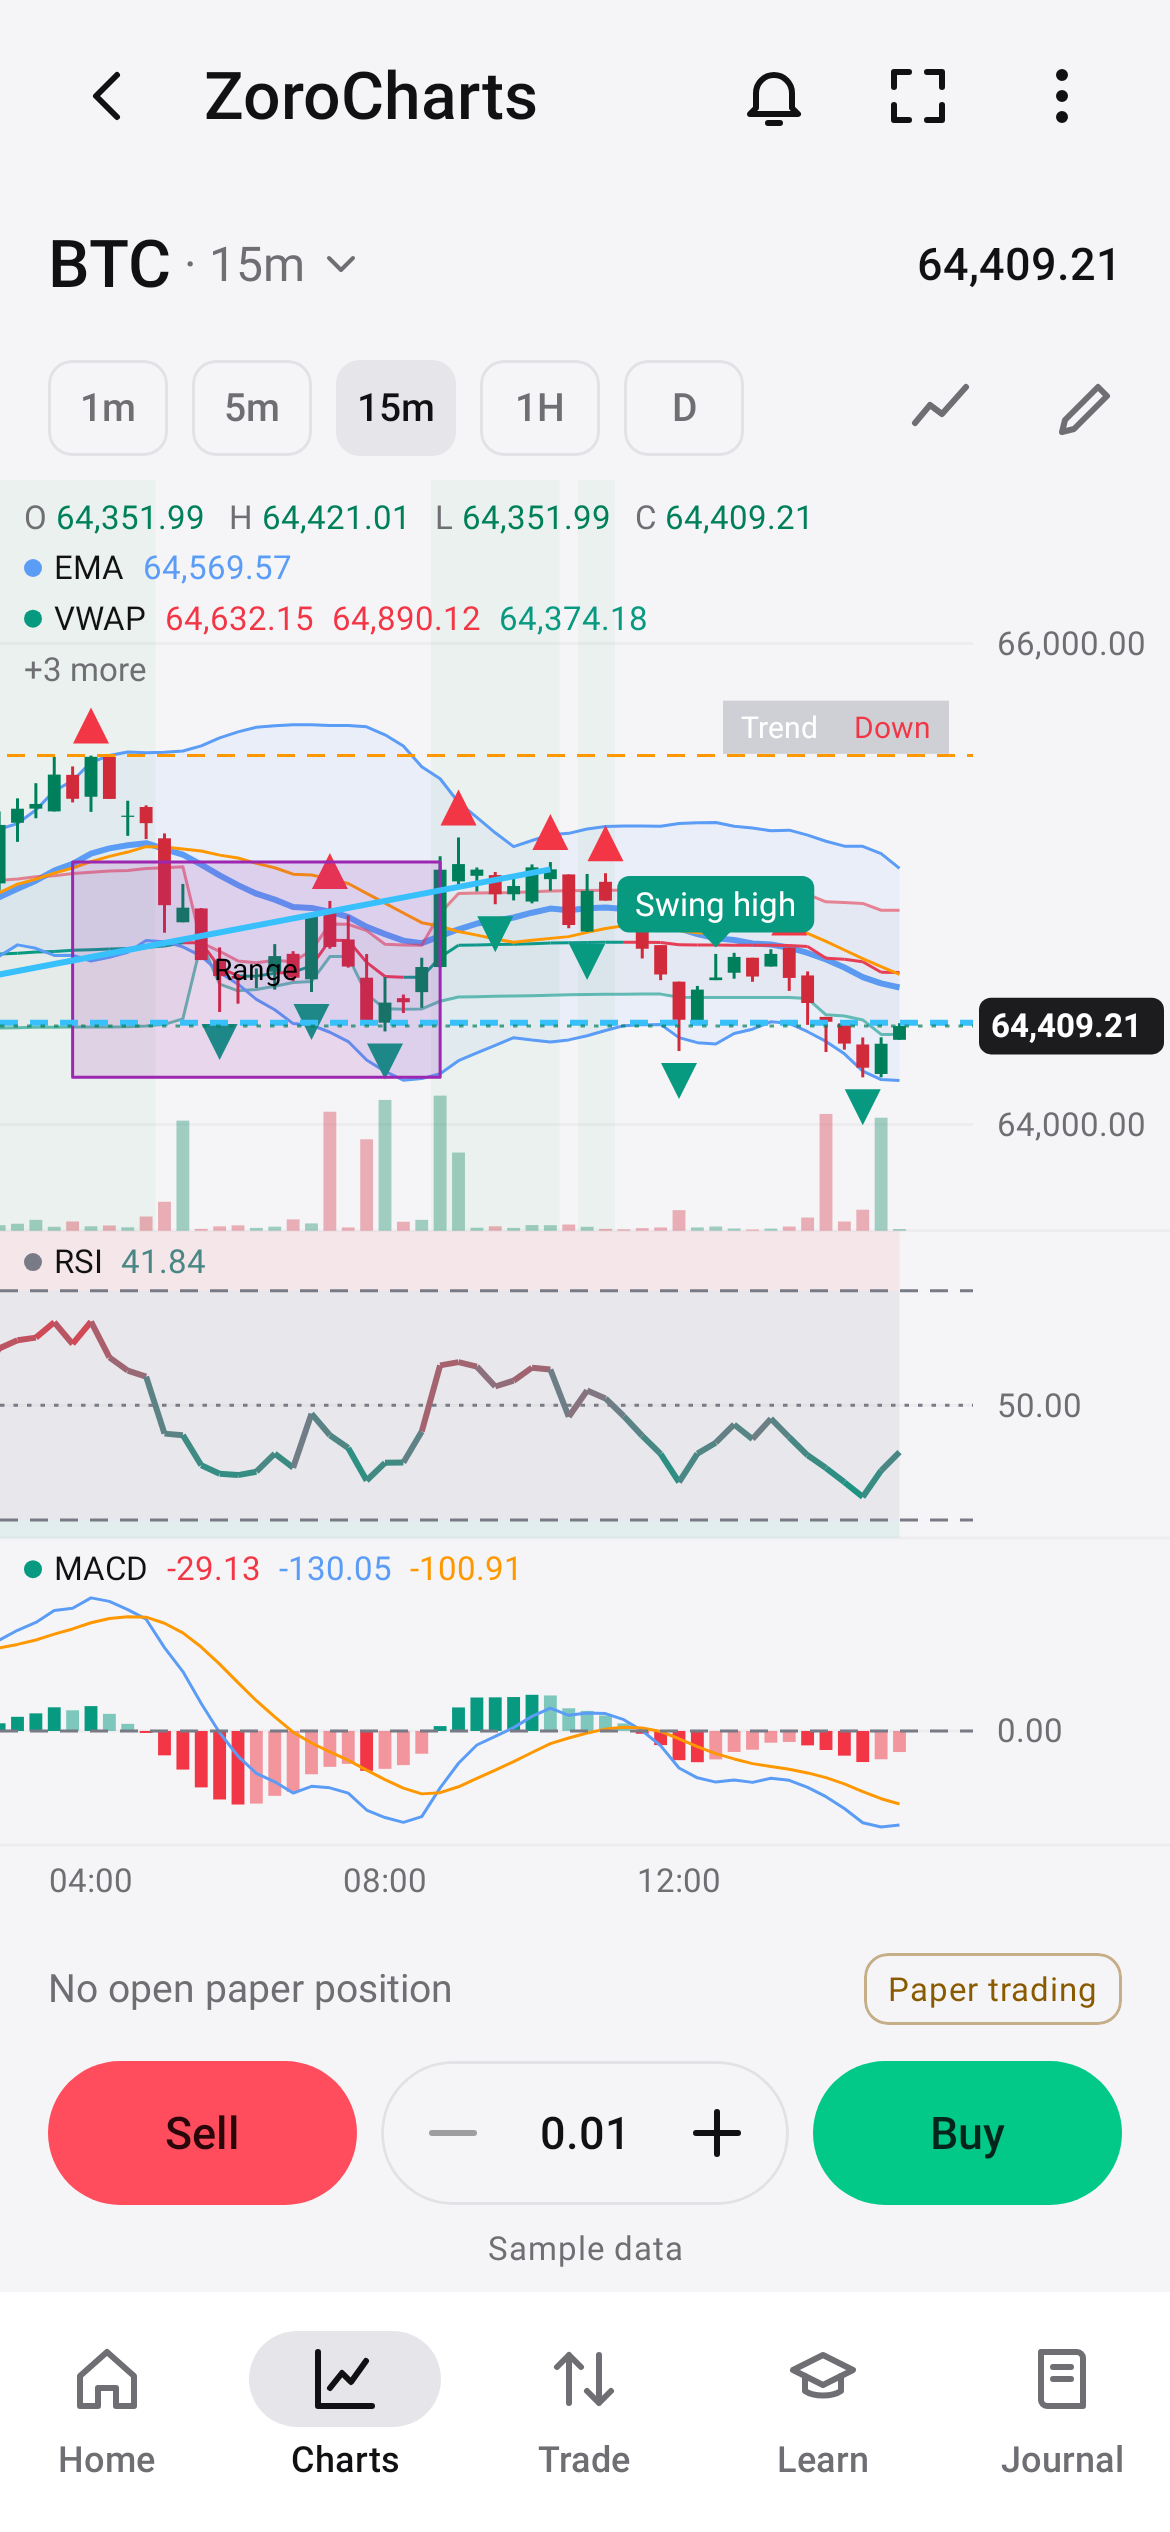 ZoroCharts
BTC · 15m 64,409.21
1m 5m 15m 1H D
O 64,351.99 H 64,421.01 L 64,351.99 C 64,409.21
EMA 64,569.57
VWAP 64,632.15 64,890.12 64,374.18
66,000.00
+3 more
Trend Down
Swing high
Range
64,409.21
64,000.00
RSI 41.84
50.00
MACD -29.13 -130.05 -100.91
0.00
04:00 08:00 12:00
No open paper position Paper trading
Sell 0.01 Buy
Sample data
Home Charts Trade Learn Journal